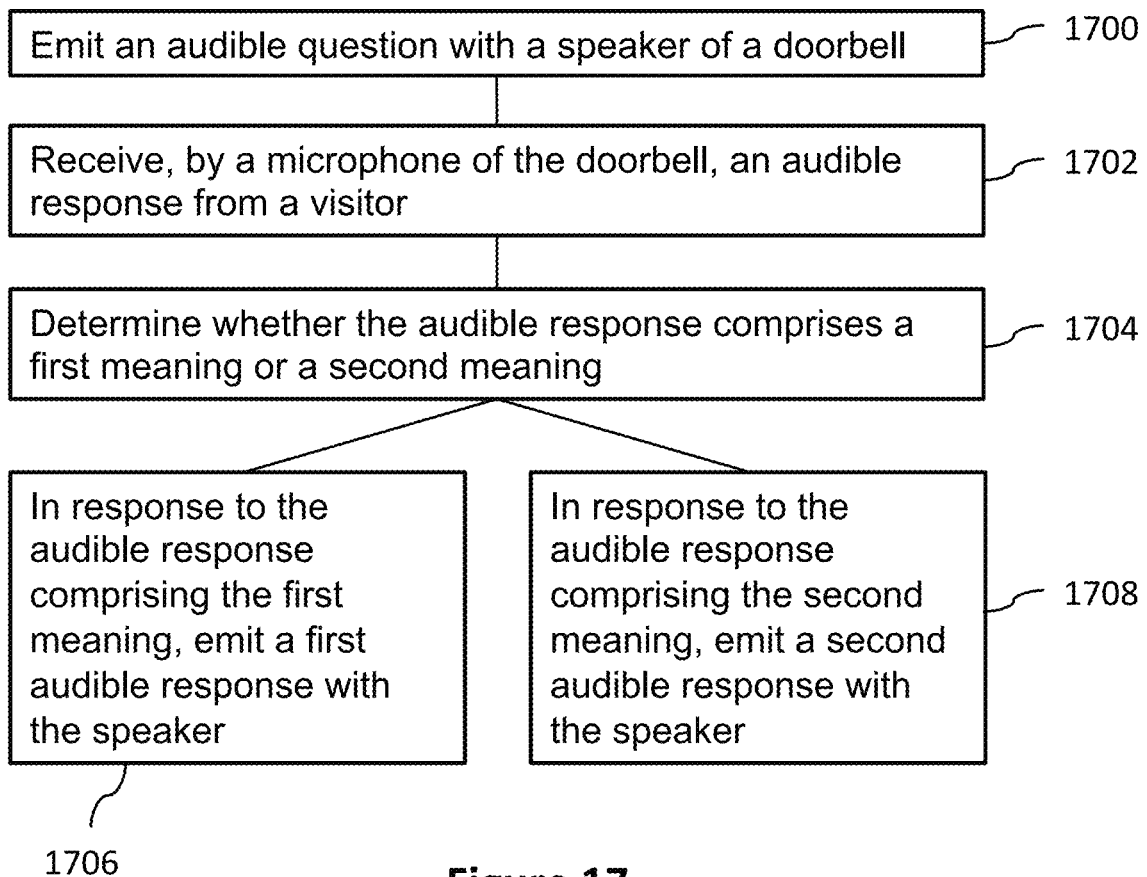 Emit an audible question with a speaker of a doorbell
1700
Receive, by a microphone of the doorbell, an audible
response from a visitor
1702
Determine whether the audible response comprises a
first meaning or a second meaning
1704
In response to the
audible response
comprising the first
meaning, emit a first
audible response with
the speaker
1706
In response to the
audible response
comprising the second
meaning, emit a second
audible response with
the speaker
1708
Figure 17